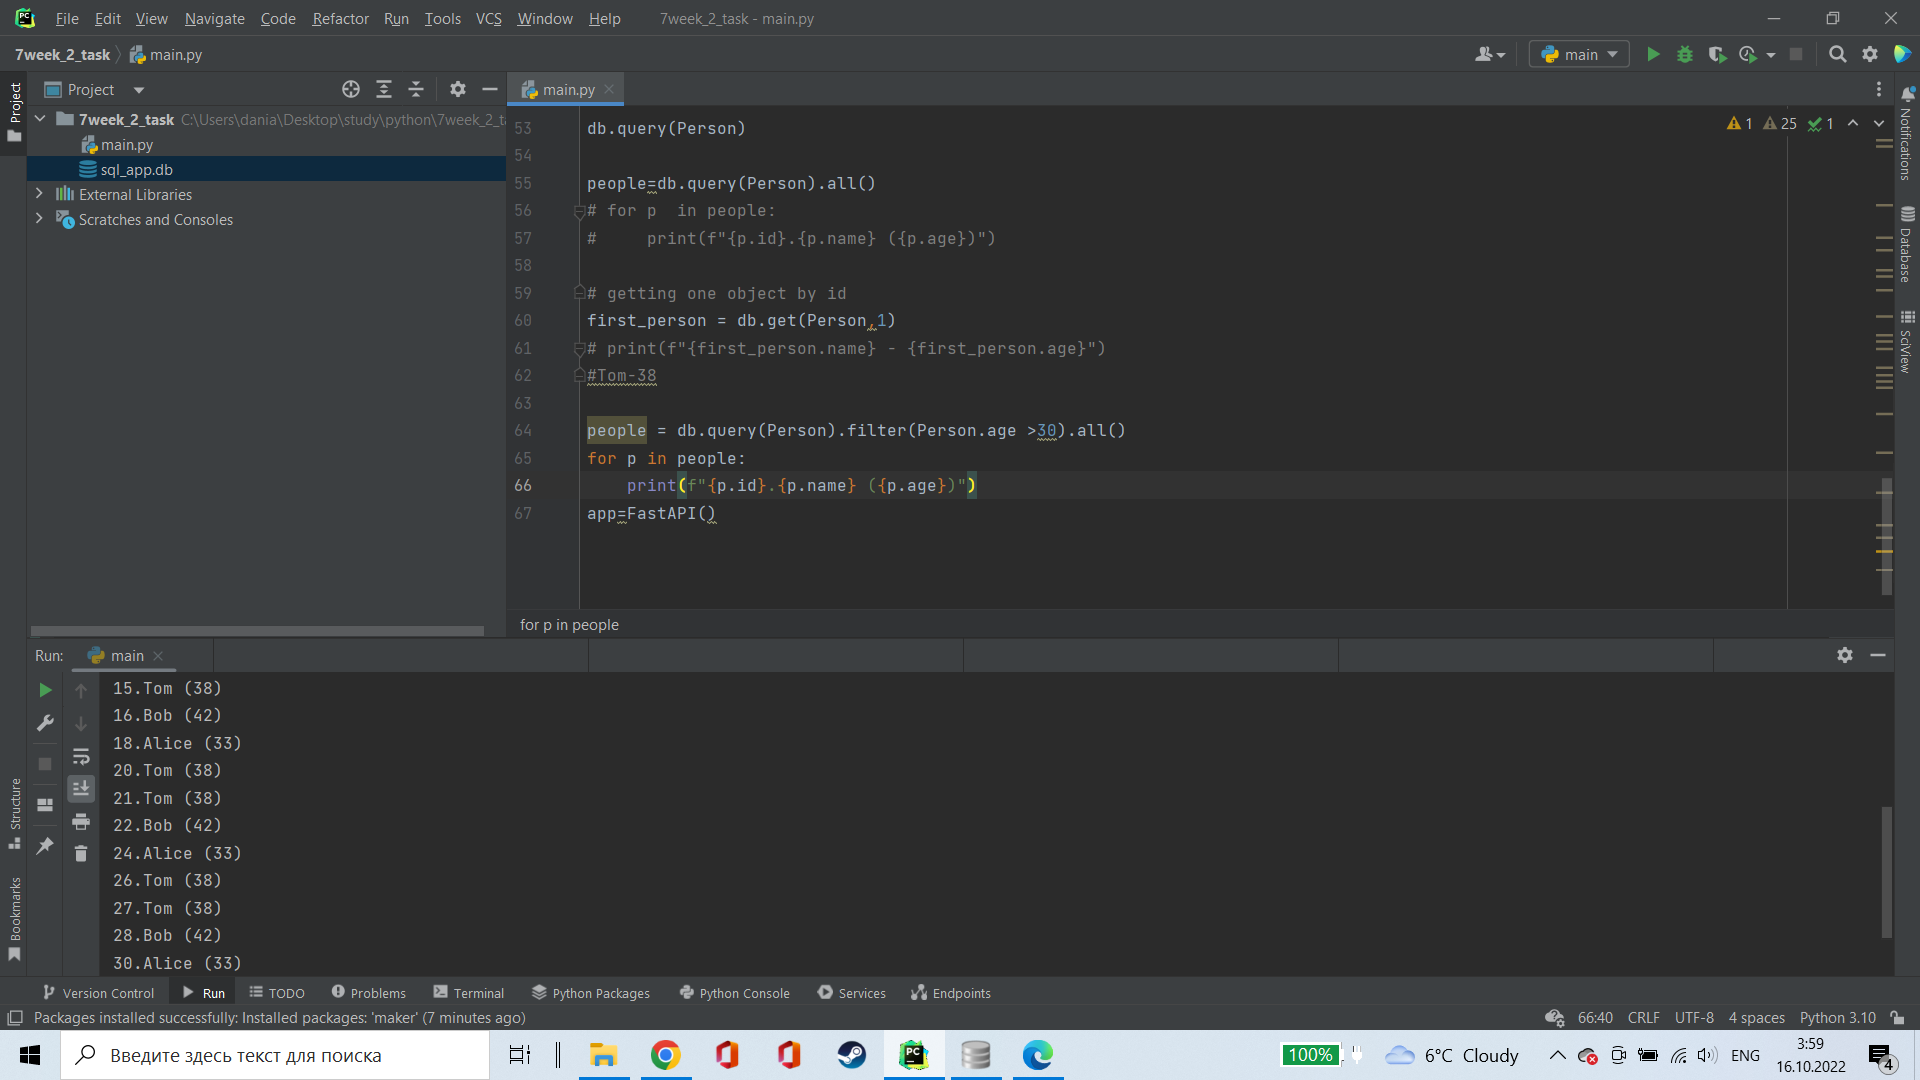 File Edit View Navigate Code Refactor Run Tools VCS Window Help 7week_2_task - main.py
7week_2_task main.py
main
Project
main.py
7week_2_task C:\Users\dania\Desktop\study\python\7week_2_t
main.py
sql_app.db
External Libraries
Scratches and Consoles
Project
Structure
Bookmarks
1 25 1
53 db.query(Person)
54
55 people=db.query(Person).all()
56 # for p  in people:
57 #     print(f"{p.id}.{p.name} ({p.age})")
58
59 # getting one object by id
60 first_person = db.get(Person,1)
61 # print(f"{first_person.name} - {first_person.age}")
62 #Tom-38
63
64 people = db.query(Person).filter(Person.age >30).all()
65 for p in people:
66     print(f"{p.id}.{p.name} ({p.age})")
67 app=FastAPI()
for p in people
Notifications
Database
SciView
Run: main
15.Tom (38)
16.Bob (42)
18.Alice (33)
20.Tom (38)
21.Tom (38)
22.Bob (42)
24.Alice (33)
26.Tom (38)
27.Tom (38)
28.Bob (42)
30.Alice (33)
Version Control Run TODO Problems Terminal Python Packages Python Console Services Endpoints
Packages installed successfully: Installed packages: 'maker' (7 minutes ago)
66:40 CRLF UTF-8 4 spaces Python 3.10
Введите здесь текст для поиска
100%
6°C Cloudy
ENG
3:59
16.10.2022
4